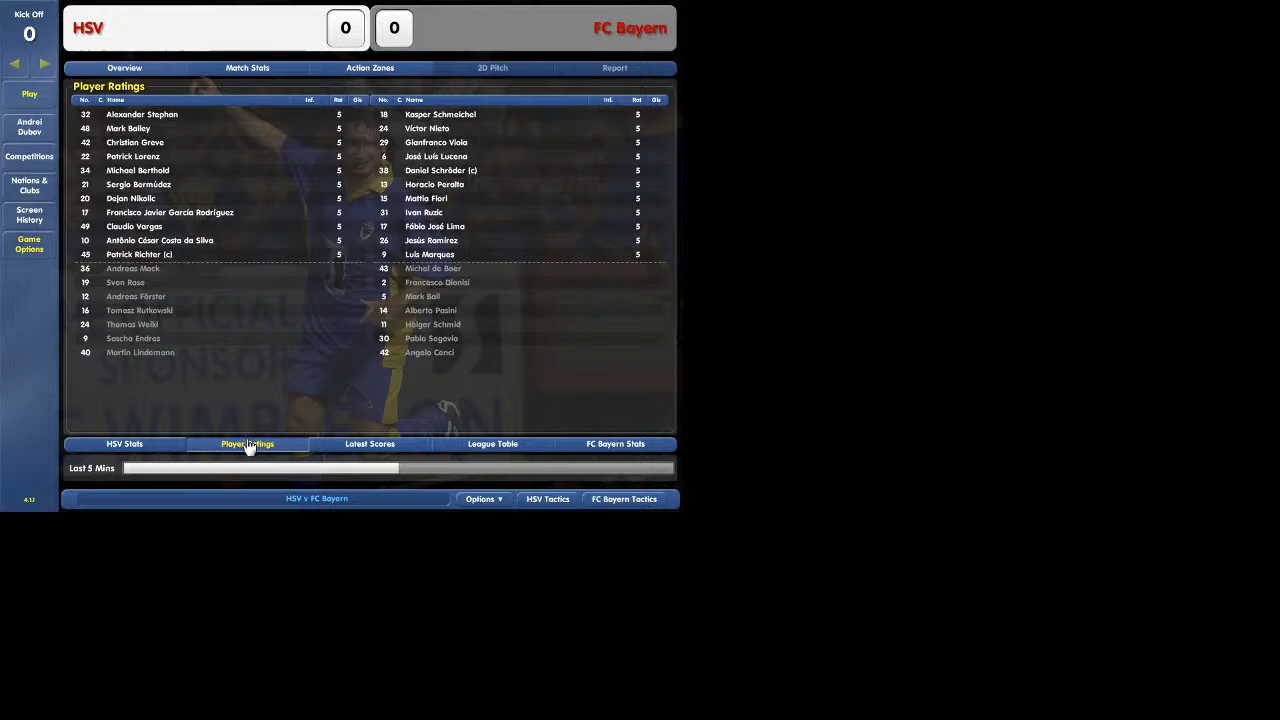 Kick Off
0
HSV 0 0 FC Bayern
Overview Match Stats Action Zones 2D Pitch Report
Play
Andrei Dubov
Competitions
Nations & Clubs
Screen History
Game Options
4.1.1
Player Ratings
No. C. Name Inf. Rat Gls No. C. Name Inf. Rat Gls
32 Alexander Stephan 5 18 Kasper Schmeichel 5
48 Mark Bailey 5 24 Víctor Nieto 5
42 Christian Greve 5 29 Gianfranco Viola 5
22 Patrick Lorenz 5 6 José Luís Lucena 5
34 Michael Berthold 5 38 Daniel Schröder (c) 5
21 Sergio Bermúdez 5 13 Horacio Peralta 5
20 Dejan Nikolic 5 15 Mattia Fiori 5
17 Francisco Javier García Rodríguez 5 31 Ivan Ruzic 5
49 Claudio Vargas 5 17 Fábio José Lima 5
10 Antônio César Costa da Silva 5 26 Jesús Ramírez 5
45 Patrick Richter (c) 5 9 Luis Marques 5
36 Andreas Mack 43 Michel de Boer
19 Sven Rose 2 Francesco Dionisi
12 Andreas Förster 5 Mark Ball
16 Tomasz Rutkowski 14 Alberto Pasini
24 Thomas Weikl 11 Holger Schmid
9 Sascha Endres 30 Pablo Segovia
40 Martin Lindemann 42 Angelo Canci
OFFICIAL
SPONSOR
WIMBLEDON
HSV Stats Player Ratings Latest Scores League Table FC Bayern Stats
Last 5 Mins
HSV v FC Bayern Options ▼ HSV Tactics FC Bayern Tactics